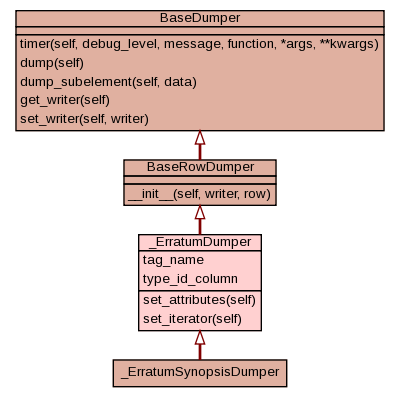 BaseDumper
timer(self, debug_level, message, function, *args, **kwargs)
dump(self)
dump_subelement(self, data)
get_writer(self)
set_writer(self, writer)
BaseRowDumper
__init__(self, writer, row)
_ErratumDumper
tag_name
type_id_column
set_attributes(self)
set_iterator(self)
_ErratumSynopsisDumper